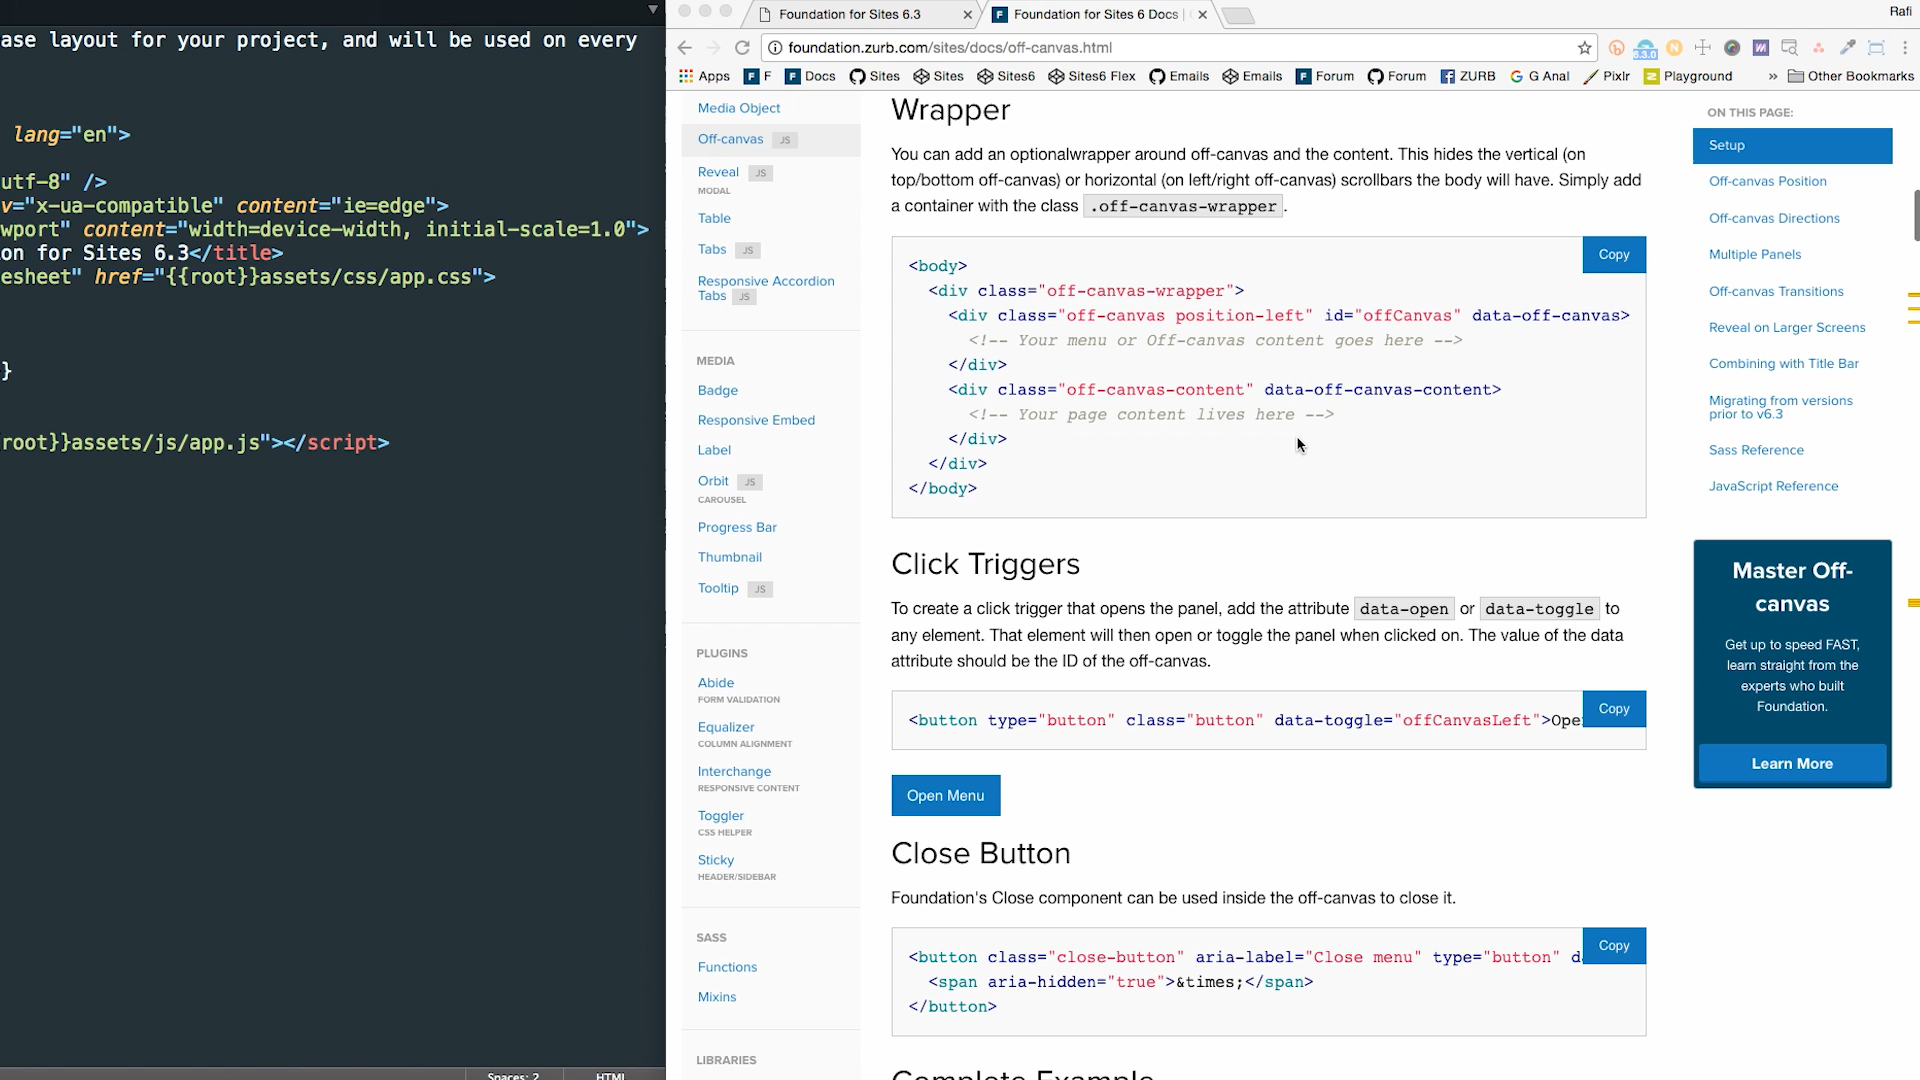 ase layout for your project, and will be used on every
lang="en">
utf-8" />
v="x-ua-compatible" content="ie=edge">
wport" content="width=device-width, initial-scale=1.0">
on for Sites 6.3</title>
esheet" href="{{root}}assets/css/app.css">
}
root}}assets/js/app.js"></script>
Spaces: 2 HTML
Foundation for Sites 6.3
Foundation for Sites 6 Docs |
Rafi
foundation.zurb.com/sites/docs/off-canvas.html
6.3.0
Apps F Docs Sites Sites Sites6 Sites6 Flex Emails Emails Forum Forum ZURB G Anal Pixlr Playground » Other Bookmarks
Media Object
Off-canvas JS
Reveal JS
MODAL
Table
Tabs JS
Responsive Accordion
Tabs JS
MEDIA
Badge
Responsive Embed
Label
Orbit JS
CAROUSEL
Progress Bar
Thumbnail
Tooltip JS
PLUGINS
Abide
FORM VALIDATION
Equalizer
COLUMN ALIGNMENT
Interchange
RESPONSIVE CONTENT
Toggler
CSS HELPER
Sticky
HEADER/SIDEBAR
SASS
Functions
Mixins
LIBRARIES
Wrapper
You can add an optionalwrapper around off-canvas and the content. This hides the vertical (on
top/bottom off-canvas) or horizontal (on left/right off-canvas) scrollbars the body will have. Simply add
a container with the class .off-canvas-wrapper.
Copy
<body>
<div class="off-canvas-wrapper">
<div class="off-canvas position-left" id="offCanvas" data-off-canvas>
<!-- Your menu or Off-canvas content goes here -->
</div>
<div class="off-canvas-content" data-off-canvas-content>
<!-- Your page content lives here -->
</div>
</div>
</body>
Click Triggers
To create a click trigger that opens the panel, add the attribute data-open or data-toggle to
any element. That element will then open or toggle the panel when clicked on. The value of the data
attribute should be the ID of the off-canvas.
<button type="button" class="button" data-toggle="offCanvasLeft">Ope
Copy
Open Menu
Close Button
Foundation's Close component can be used inside the off-canvas to close it.
Copy
<button class="close-button" aria-label="Close menu" type="button" d
<span aria-hidden="true">&times;</span>
</button>
Complete Example
ON THIS PAGE:
Setup
Off-canvas Position
Off-canvas Directions
Multiple Panels
Off-canvas Transitions
Reveal on Larger Screens
Combining with Title Bar
Migrating from versions
prior to v6.3
Sass Reference
JavaScript Reference
Master Off-
canvas
Get up to speed FAST,
learn straight from the
experts who built
Foundation.
Learn More